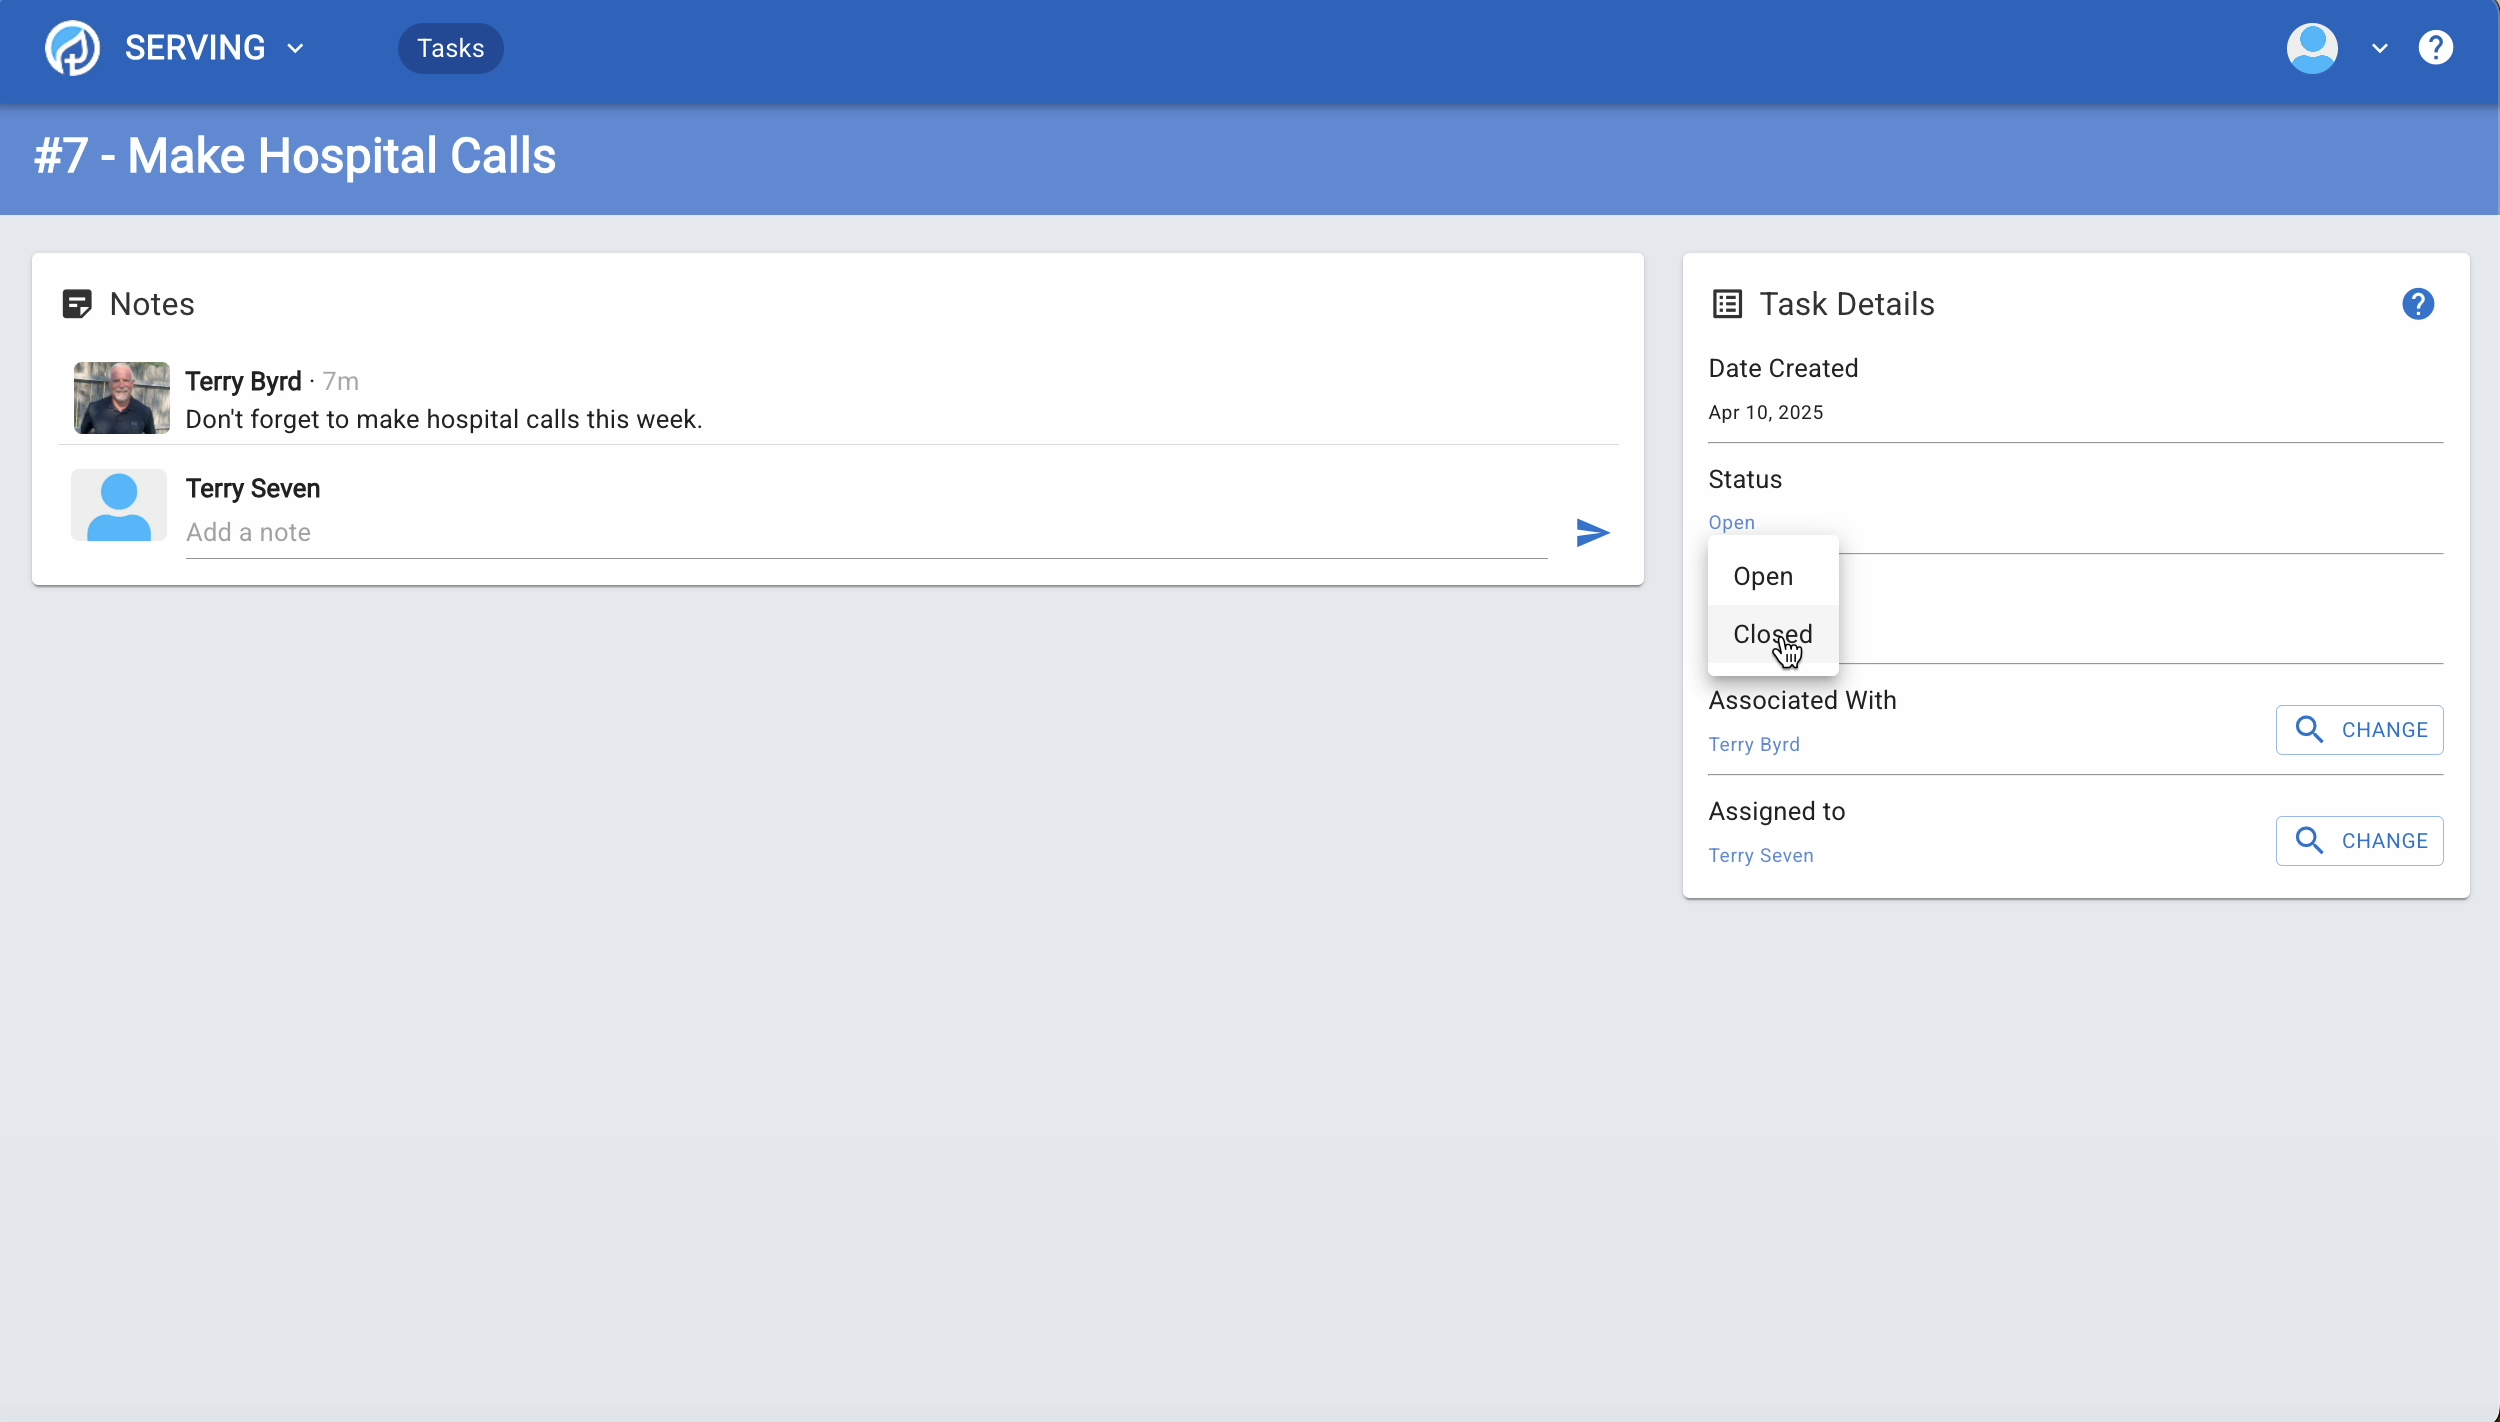 SERVING
Tasks
#7 - Make Hospital Calls
Notes
Terry Byrd · 7m
Don't forget to make hospital calls this week.
Terry Seven
Add a note
Task Details
Date Created
Apr 10, 2025
Status
Open
Open
Closed
Associated With
Terry Byrd
CHANGE
Assigned to
Terry Seven
CHANGE